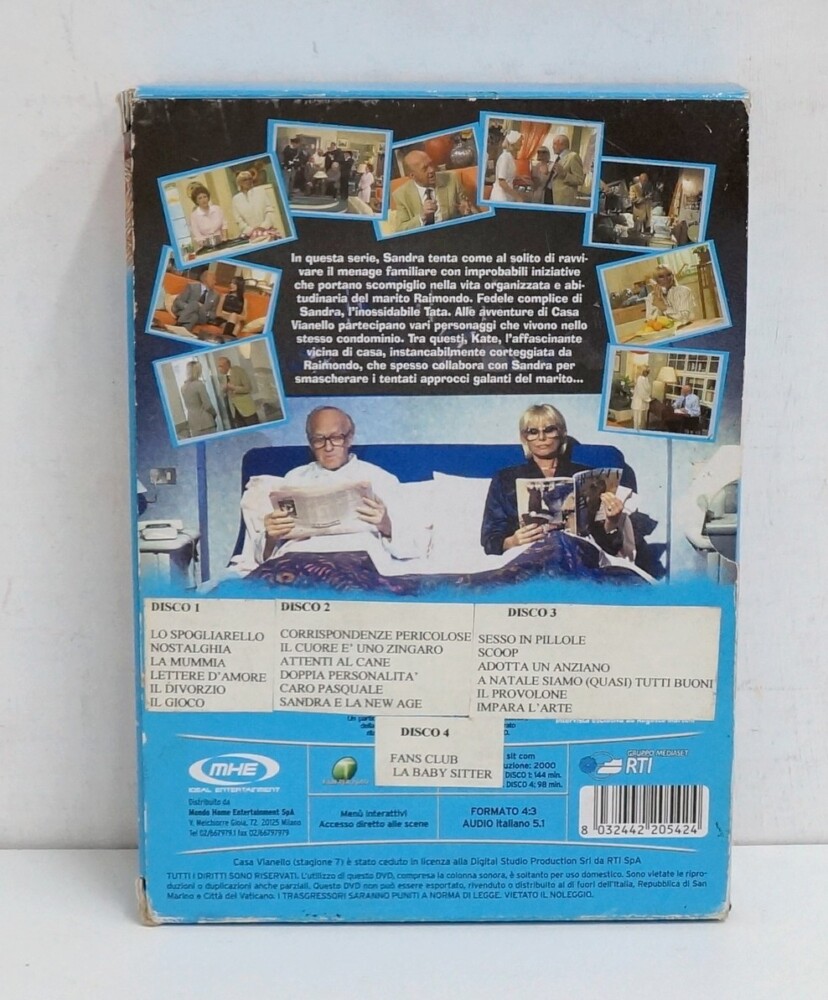 In questa serie, Sandra tenta come al solito di ravvi-
vare il menage familiare con improbabili iniziative
che portano scompiglio nella vita organizzata e abi-
tudinaria del marito Raimondo. Fedele complice di
Sandra, l'inossidabile Tata. Alle avventure di Casa
Vianello partecipano vari personaggi che vivono nello
stesso condominio. Tra questi, Kate, l'affascinante
vicina di casa, instancabilmente corteggiata da
Raimondo, che spesso collabora con Sandra per
smascherare i tentati approcci galanti del marito...
DISCO 1
LO SPOGLIARELLO
NOSTALGHIA
LA MUMMIA
LETTERE D'AMORE
IL DIVORZIO
IL GIOCO
DISCO 2
CORRISPONDENZE PERICOLOSE
IL CUORE E' UNO ZINGARO
ATTENTI AL CANE
DOPPIA PERSONALITA'
CARO PASQUALE
SANDRA E LA NEW AGE
DISCO 3
SESSO IN PILLOLE
SCOOP
ADOTTA UN ANZIANO
A NATALE SIAMO (QUASI) TUTTI BUONI
IL PROVOLONE
IMPARA L'ARTE
DISCO 4
FANS CLUB
LA BABY SITTER
MHE
IDEAL ENTERTAINMENT
Distribuito da
Mondo Home Entertainment SpA
V. Melchiorre Gioia, 72, 20125 Milano
Tel 02/667979.1 fax 02/66797979
Menù interattivi
Accesso diretto alle scene
sit com
uzione: 2000
DISCO 1: 144 min.
DISCO 4: 98 min.
FORMATO 4:3
AUDIO Italiano 5.1
GRUPPO MEDIASET
RTI
8 032442 205424
Casa Vianello (stagione 7) è stato ceduto in licenza alla Digital Studio Production Srl da RTI SpA
TUTTI I DIRITTI SONO RISERVATI. L'utilizzo di questo DVD, compresa la colonna sonora, è soltanto per uso domestico. Sono vietate le ripro-
duzioni o duplicazioni anche parziali. Questo DVD non può essere esportato, rivenduto o distribuito al di fuori dell'Italia, Repubblica di San
Marino e Città del Vaticano. I TRASGRESSORI SARANNO PUNITI A NORMA DI LEGGE. VIETATO IL NOLEGGIO.